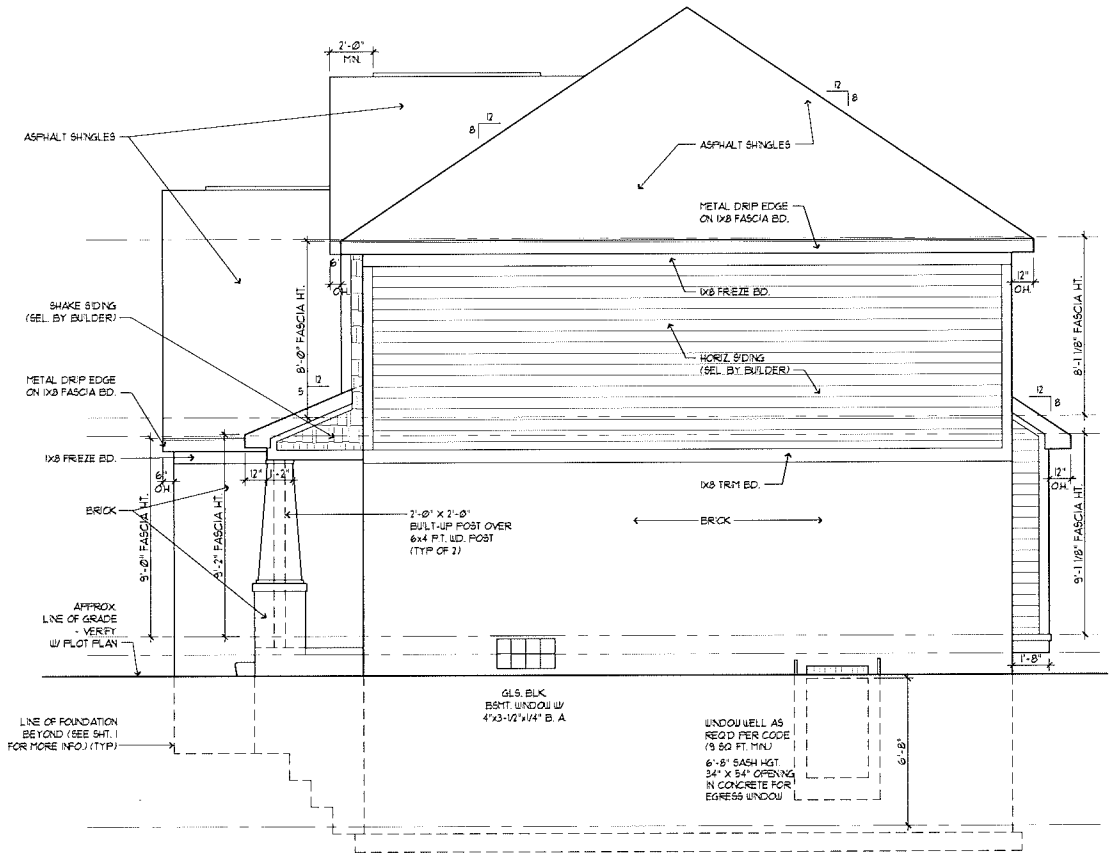 2'-0"
MIN.
12
8
12
8
ASPHALT SHINGLES
ASPHALT SHINGLES
METAL DRIP EDGE
ON 1X8 FASCIA BD.
6"
O.H.
12"
O.H.
1X8 FREZE BD.
SHAKE SIDING
(SEL. BY BUILDER)
8'-0" FASCIA HT.
HORIZ SIDING
(SEL. BY BUILDER)
8'-1 1/8" FASCIA HT.
METAL DRIP EDGE
ON 1X8 FASCIA BD.
12
5
12
8
1X8 FREZE BD.
6"
O.H.
12"
1'-2"
1X8 TRIM BD.
12"
O.H.
BRICK
9'-0" FASCIA HT.
9'-2" FASCIA HT.
2'-0" X 2'-0"
BUILT-UP POST OVER
6x4 P.T. WD. POST
(TYP OF 2)
BRICK
9'-1 1/8" FASCIA HT.
APPROX.
LINE OF GRADE
- VERIFY
W/ PLOT PLAN
1'-8"
GLS. BLK.
BSMT. WINDOW W/
4"x3-1/2"x1/4" B. A.
LINE OF FOUNDATION
BEYOND (SEE SHT. 1
FOR MORE INFO.) (TYP)
WINDOW WELL AS
REQ'D PER CODE
(9 SQ FT. MIN.)
6'-8" SASH HGT.
34" X 54" OPENING
IN CONCRETE FOR
EGRESS WINDOW
6'-8"